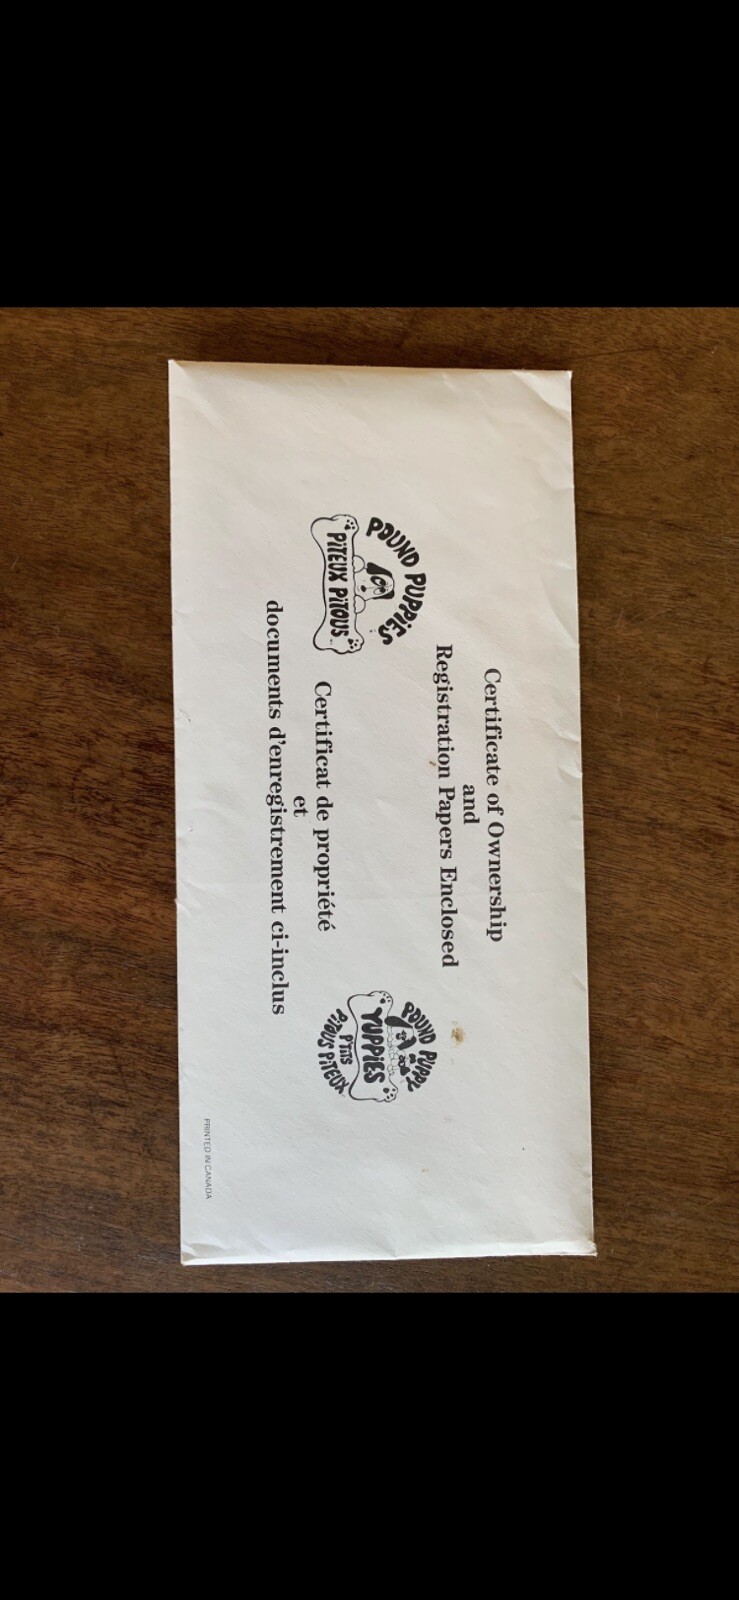 Certificate of Ownership
and
Registration Papers Enclosed
POUND PUPPIES
PITEUX PITOUS
Certificat de propriété
et
documents d'enregistrement ci-inclus
POUND PUPPY
YUPPIES
P'TITS
PITOUS PITEUX
PRINTED IN CANADA